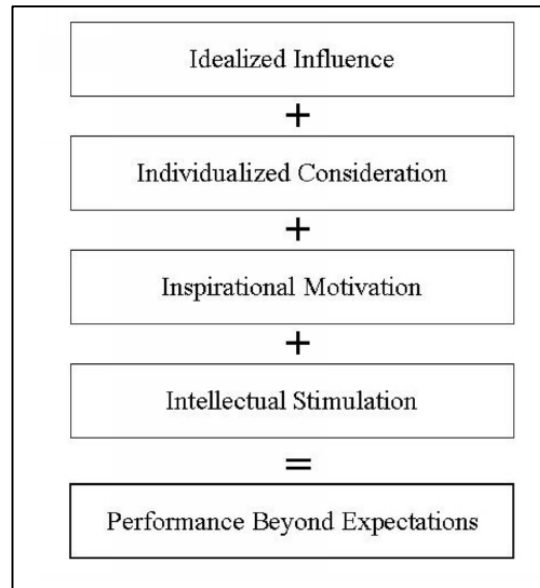 Idealized Influence
+
Individualized Consideration
+
Inspirational Motivation
+
Intellectual Stimulation
=
Performance Beyond Expectations